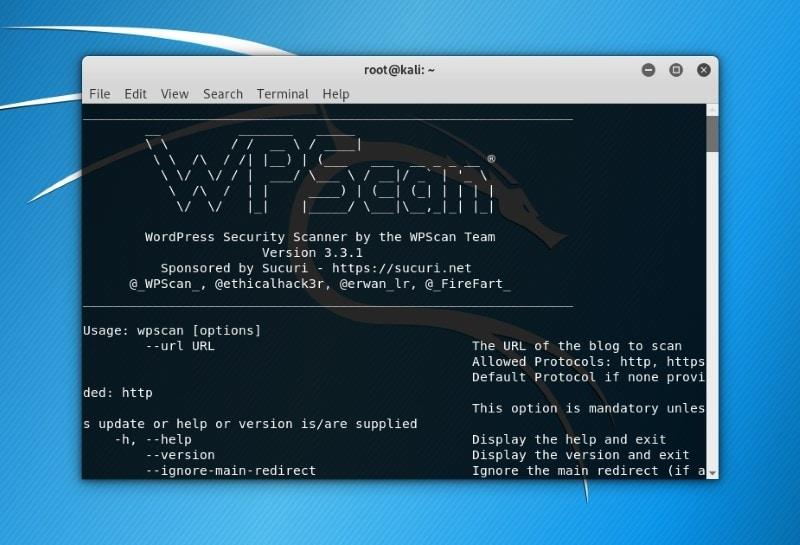 root@kali: ~
File Edit View Search Terminal Help
WPScan ®
WordPress Security Scanner by the WPScan Team
Version 3.3.1
Sponsored by Sucuri - https://sucuri.net
@_WPScan_, @ethicalhack3r, @erwan_lr, @_FireFart_
Usage: wpscan [options]
--url URL The URL of the blog to scan
Allowed Protocols: http, https
Default Protocol if none provi
ded: http
This option is mandatory unles
s update or help or version is/are supplied
-h, --help Display the help and exit
--version Display the version and exit
--ignore-main-redirect Ignore the main redirect (if a